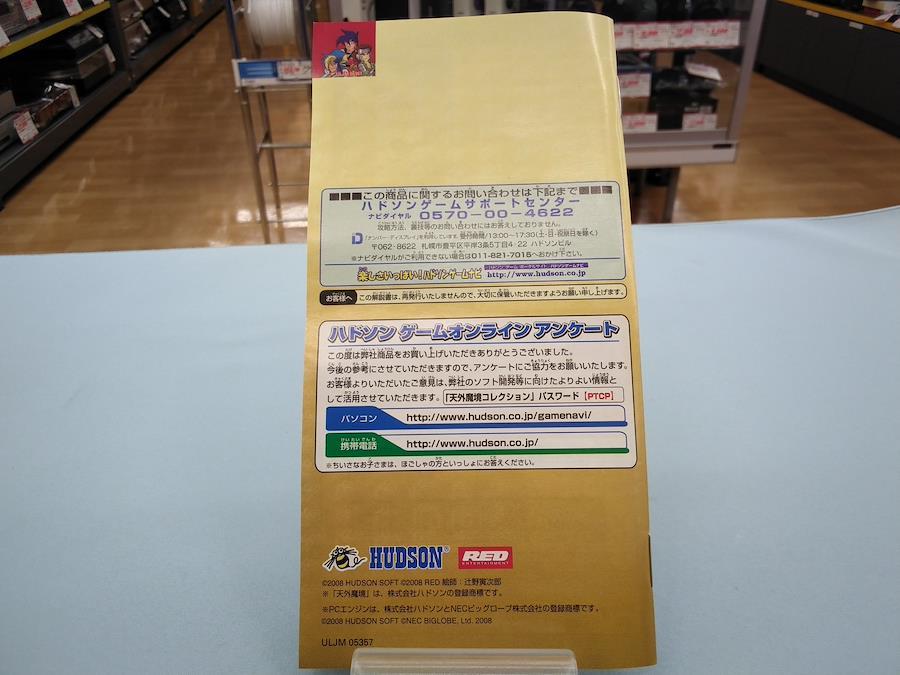 ■■■この商品に関するお問い合わせは下記まで■■■
ハドソンゲームサポートセンター
ナビダイヤル 0570-00-4622
攻略方法、裏技等のお問い合わせにはお答えしておりません。
「ナンバー・ディスプレイ」を利用しています。受付時間/13:00~17:30(土・日・祝祭日を除く)
〒062-8622 札幌市豊平区平岸3条5丁目4-22 ハドソンビル
※ナビダイヤルがご利用できない場合は011-821-7015へおかけ下さい。
楽しさいっぱい!ハドソンゲームナビ http://www.hudson.co.jp
お客様へ この解説書は、再発行いたしませんので、大切に保管いただきますようお願い申し上げます。
ハドソン ゲームオンライン アンケート
この度は弊社商品をお買い上げいただきありがとうございました。
今後の参考にさせていただきますので、アンケートにご協力をお願いいたします。
お客様よりいただいたご意見は、弊社のソフト開発等に向けたよりよい情報と
して活用させていただきます。「天外魔境コレクション」パスワード【PTCP】
パソコン http://www.hudson.co.jp/gamenavi/
携帯電話 http://www.hudson.co.jp/
※ちいさなお子さまは、ほごしゃの方といっしょにお答えください。
HUDSON® RED
ENTERTAINMENT
©2008 HUDSON SOFT ©2008 RED 絵師:辻野寅次郎
※「天外魔境」は、株式会社ハドソンの登録商標です。
※PCエンジンは、株式会社ハドソンとNECビッグローブ株式会社の登録商標です。
©2008 HUDSON SOFT ©NEC BIGLOBE, Ltd. 2008
ULJM 05357